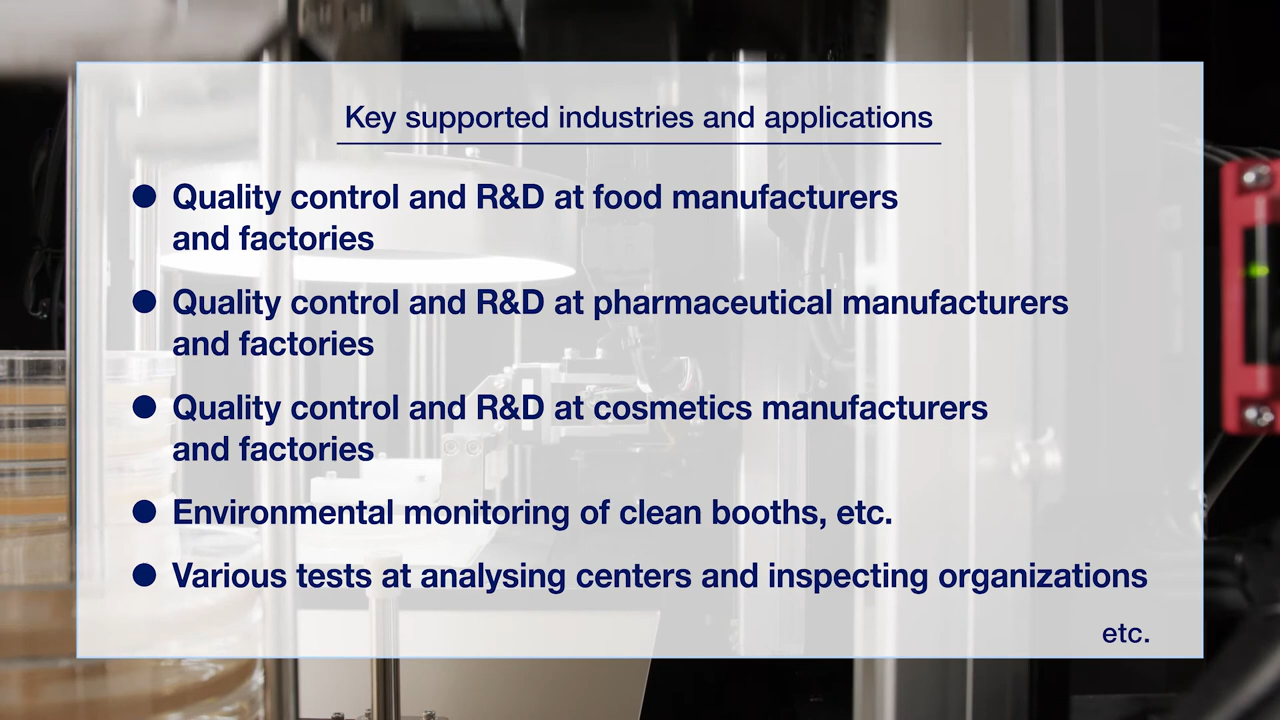 Key supported industries and applications
● Quality control and R&D at food manufacturers
and factories
● Quality control and R&D at pharmaceutical manufacturers
and factories
● Quality control and R&D at cosmetics manufacturers
and factories
● Environmental monitoring of clean booths, etc.
● Various tests at analysing centers and inspecting organizations
etc.